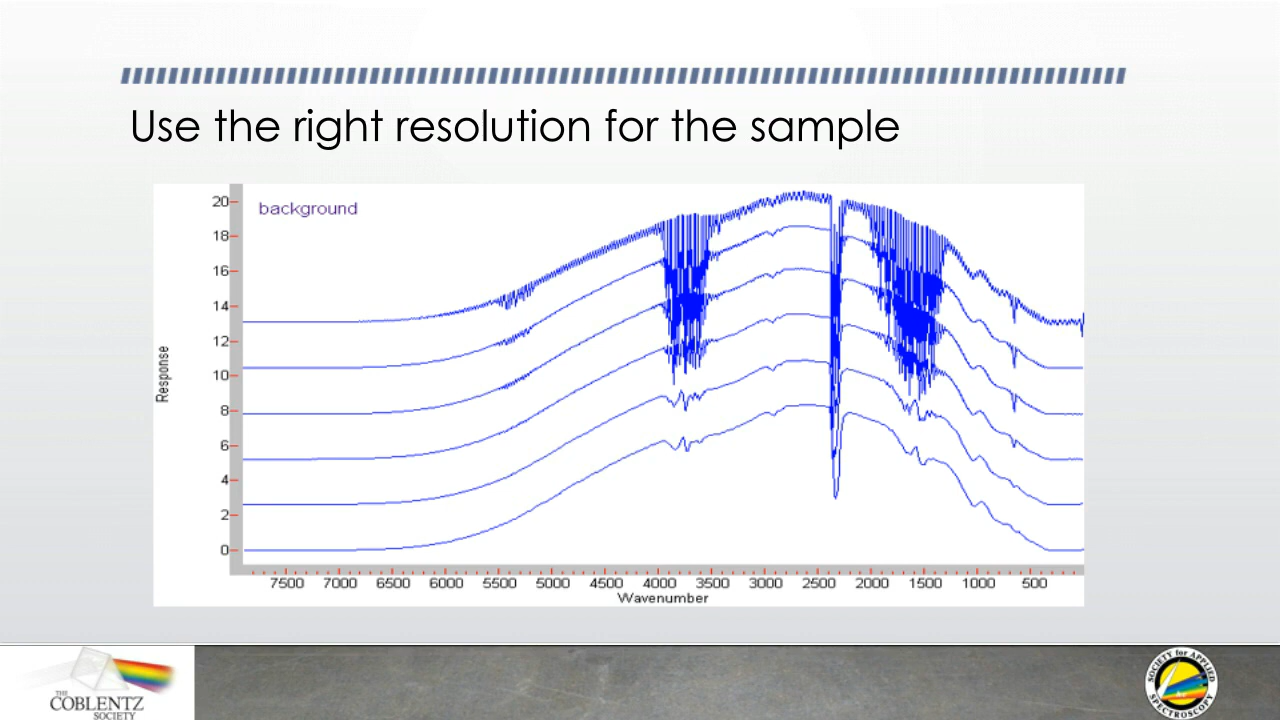 Use the right resolution for the sample
background
20
18
16
14
12
10
8
6
4
2
0
Response
7500 7000 6500 6000 5500 5000 4500 4000 3500 3000 2500 2000 1500 1000 500
Wavenumber
THE
COBLENTZ
SOCIETY
SOCIETY for APPLIED
SPECTROSCOPY